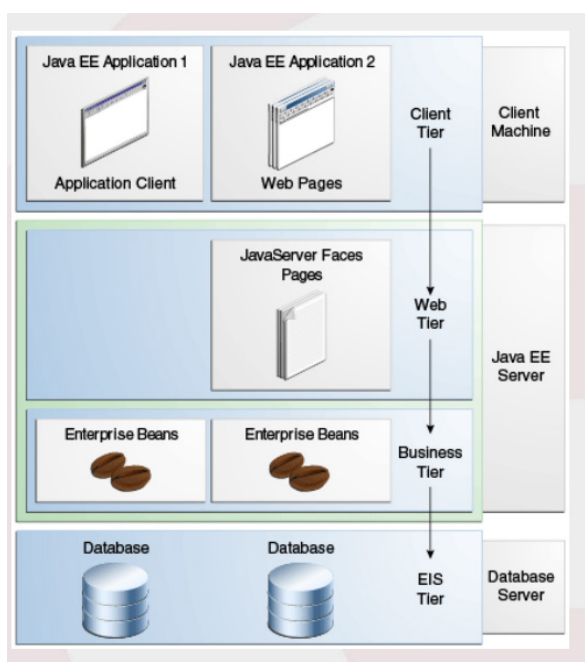 Java EE Application 1
Java EE Application 2
Application Client
Web Pages
Client
Tier
Client
Machine
JavaServer Faces
Pages
Web
Tier
Java EE
Server
Enterprise Beans
Enterprise Beans
Business
Tier
Database
Database
EIS
Tier
Database
Server